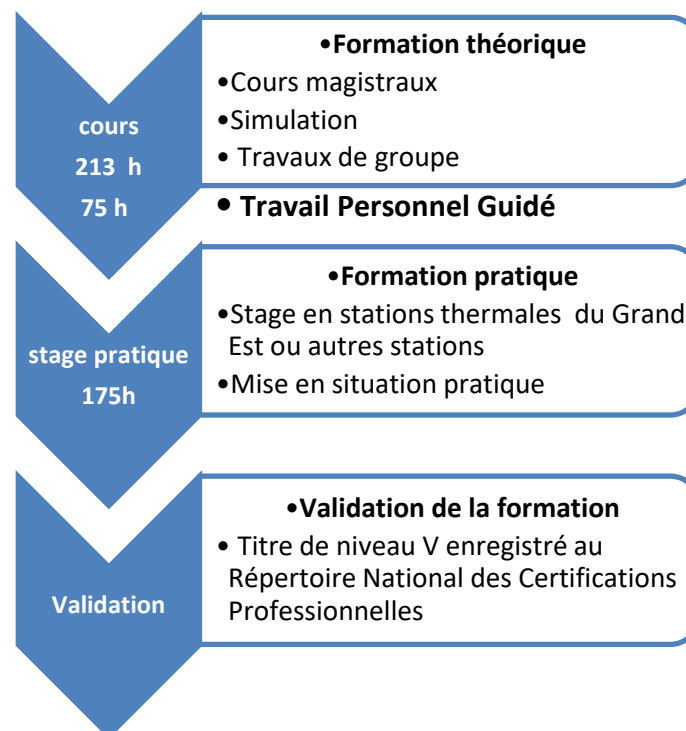 •Formation théorique
•Cours magistraux
•Simulation
• Travaux de groupe
cours
213 h
75 h
• Travail Personnel Guidé
•Formation pratique
•Stage en stations thermales du Grand
Est ou autres stations
•Mise en situation pratique
stage pratique
175h
•Validation de la formation
• Titre de niveau V enregistré au
Répertoire National des Certifications
Professionnelles
Validation